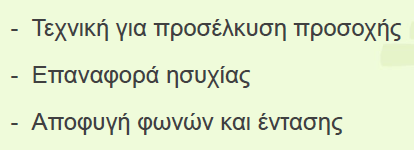 - Τεχνική για προσέλκυση προσοχής
- Επαναφορά ησυχίας
- Αποφυγή φωνών και έντασης